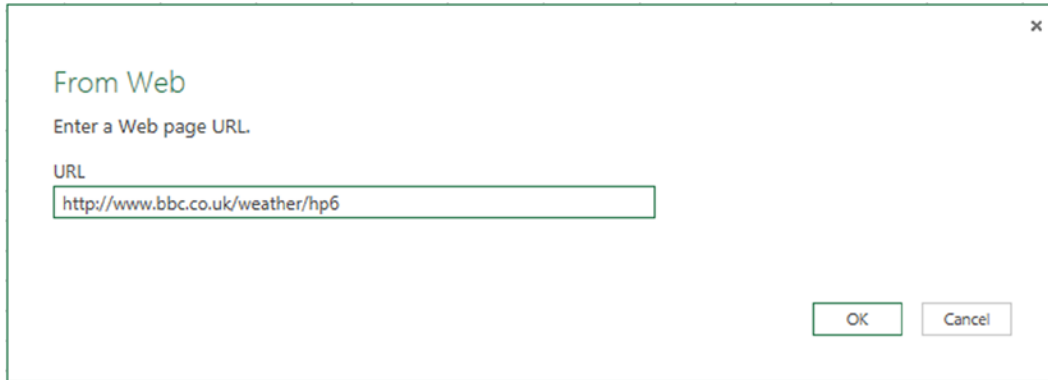 From Web
Enter a Web page URL.
URL
http://www.bbc.co.uk/weather/hp6
OK Cancel